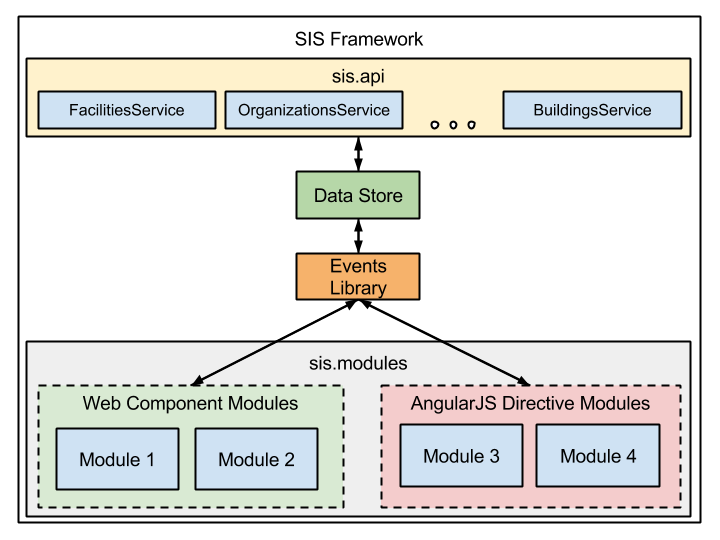 SIS Framework
sis.api
FacilitiesService
OrganizationsService
BuildingsService
Data Store
Events
Library
sis.modules
Web Component Modules
AngularJS Directive Modules
Module 1
Module 2
Module 3
Module 4